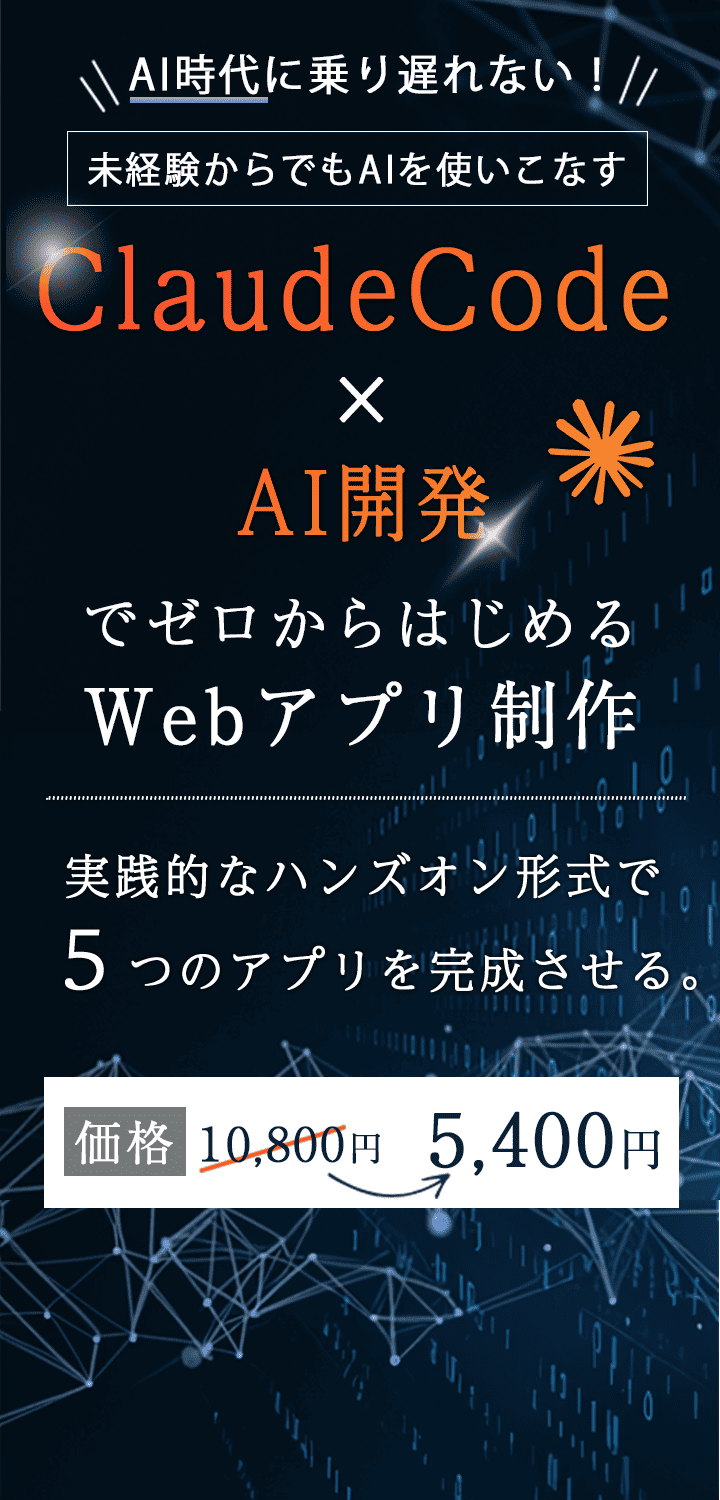 AI時代に乗り遅れない！
未経験からでもAIを使いこなす
ClaudeCode
×
AI開発
でゼロからはじめる
Webアプリ制作
実践的なハンズオン形式で
5つのアプリを完成させる。
価格 10,800円 5,400円